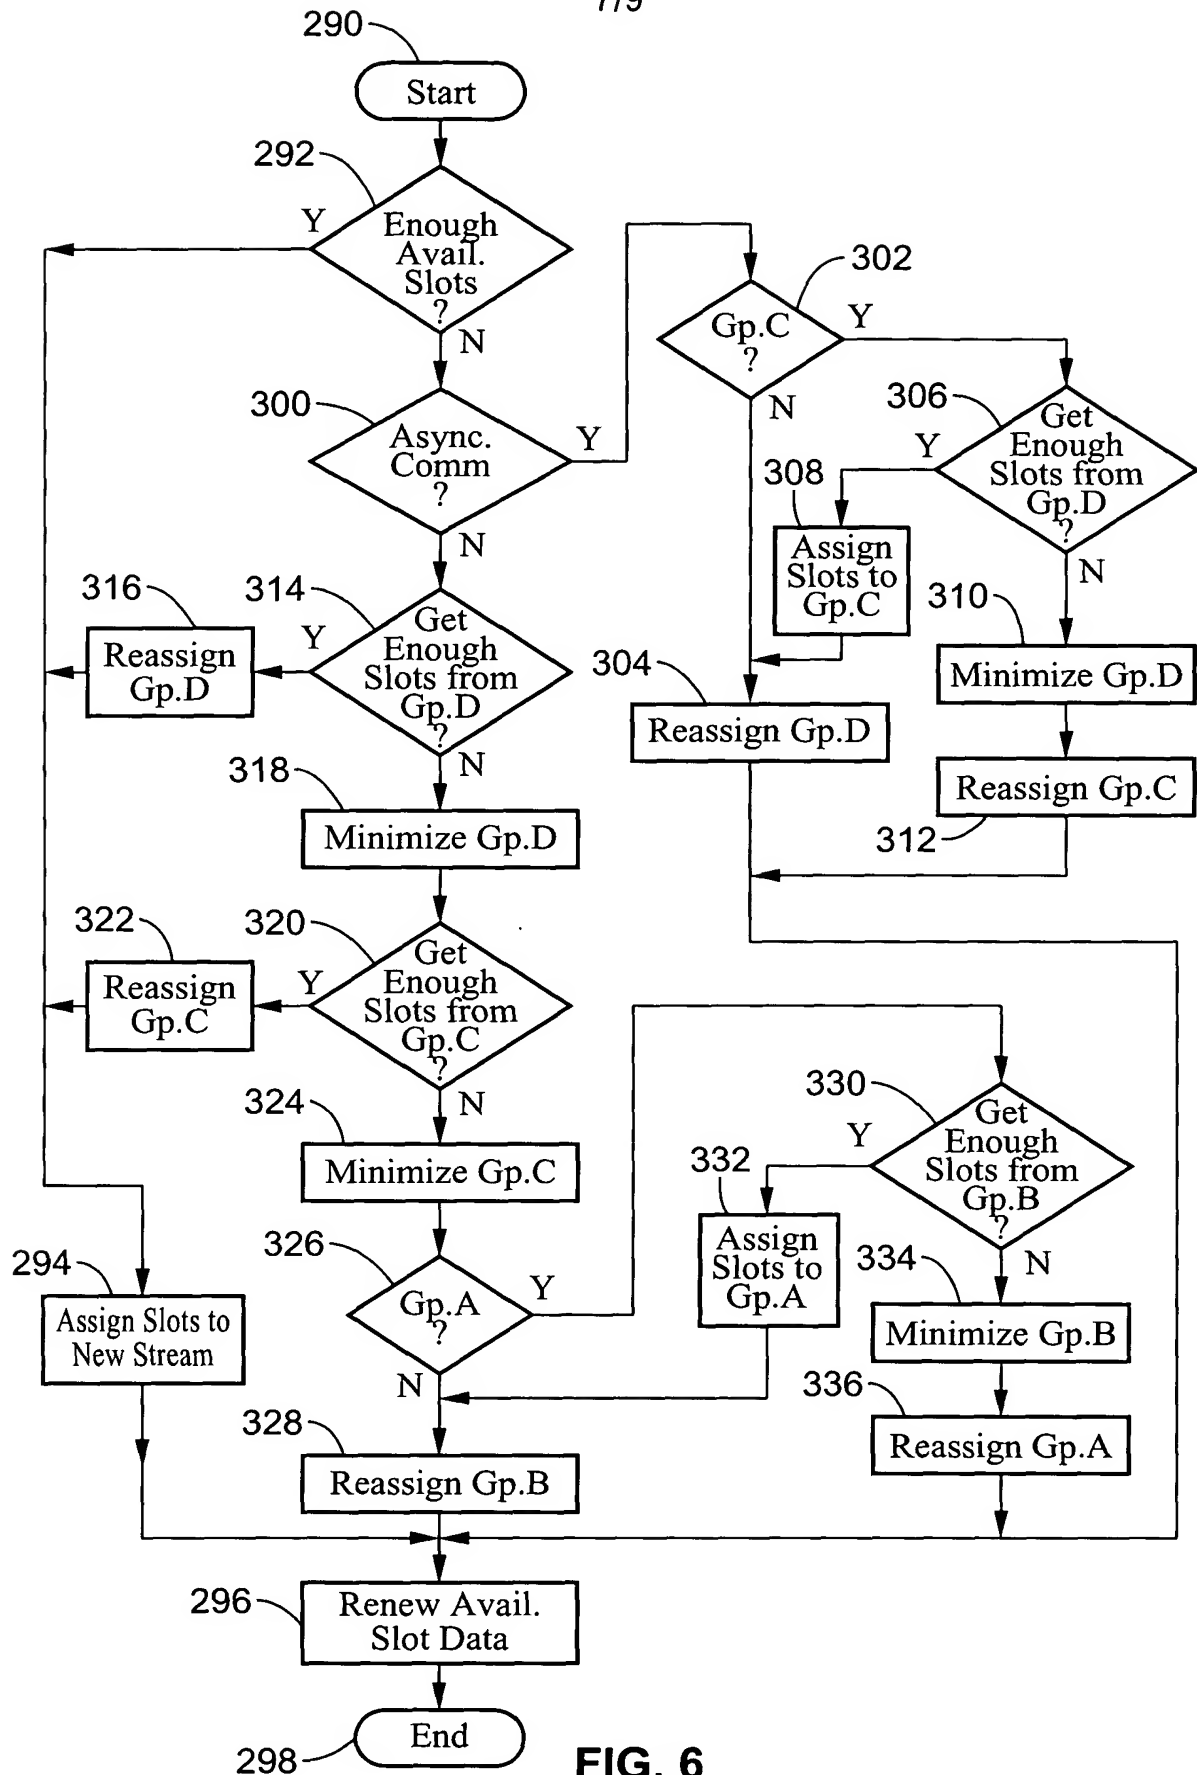 7/9
290
Start
292
Y
Enough
Avail.
Slots
?
N
302
Gp.C
?
Y
N
300
Async.
Comm
?
Y
N
306
Get
Enough
Slots from
Gp.D
?
Y
N
308
Assign
Slots to
Gp.C
310
Minimize Gp.D
304
Reassign Gp.D
Reassign Gp.C
312
316
Reassign
Gp.D
314
Y
Get
Enough
Slots from
Gp.D
?
N
318
Minimize Gp.D
322
Reassign
Gp.C
320
Y
Get
Enough
Slots from
Gp.C
?
N
324
Minimize Gp.C
330
Y
Get
Enough
Slots from
Gp.B
?
N
332
Assign
Slots to
Gp.A
334
Minimize Gp.B
336
Reassign Gp.A
326
Gp.A
?
Y
N
294
Assign Slots to
New Stream
328
Reassign Gp.B
296
Renew Avail.
Slot Data
End
298
FIG. 6